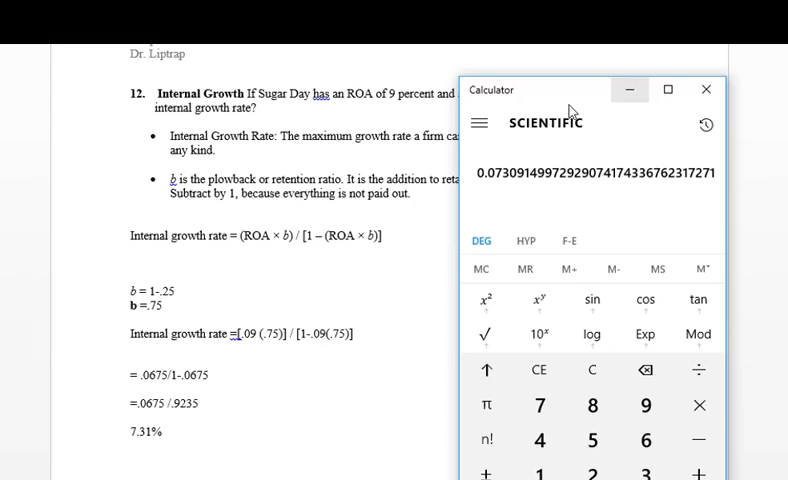 Dr. Liptrap
12. Internal Growth If Sugar Day has an ROA of 9 percent and
internal growth rate?
• Internal Growth Rate: The maximum growth rate a firm ca
any kind.
• b is the plowback or retention ratio. It is the addition to reta
Subtract by 1, because everything is not paid out.
Internal growth rate = (ROA × b) / [1 – (ROA × b)]
b = 1-.25
b =.75
Internal growth rate =[.09 (.75)] / [1-.09(.75)]
= .0675/1-.0675
=.0675 /.9235
7.31%
Calculator
SCIENTIFIC
0.07309149972929074174336762317271
DEG HYP F-E
MC MR M+ M- MS M˅
x² xʸ sin cos tan
√ 10ˣ log Exp Mod
↑ CE C ⌫ ÷
π 7 8 9 ×
n! 4 5 6 −
± 1 2 3 +